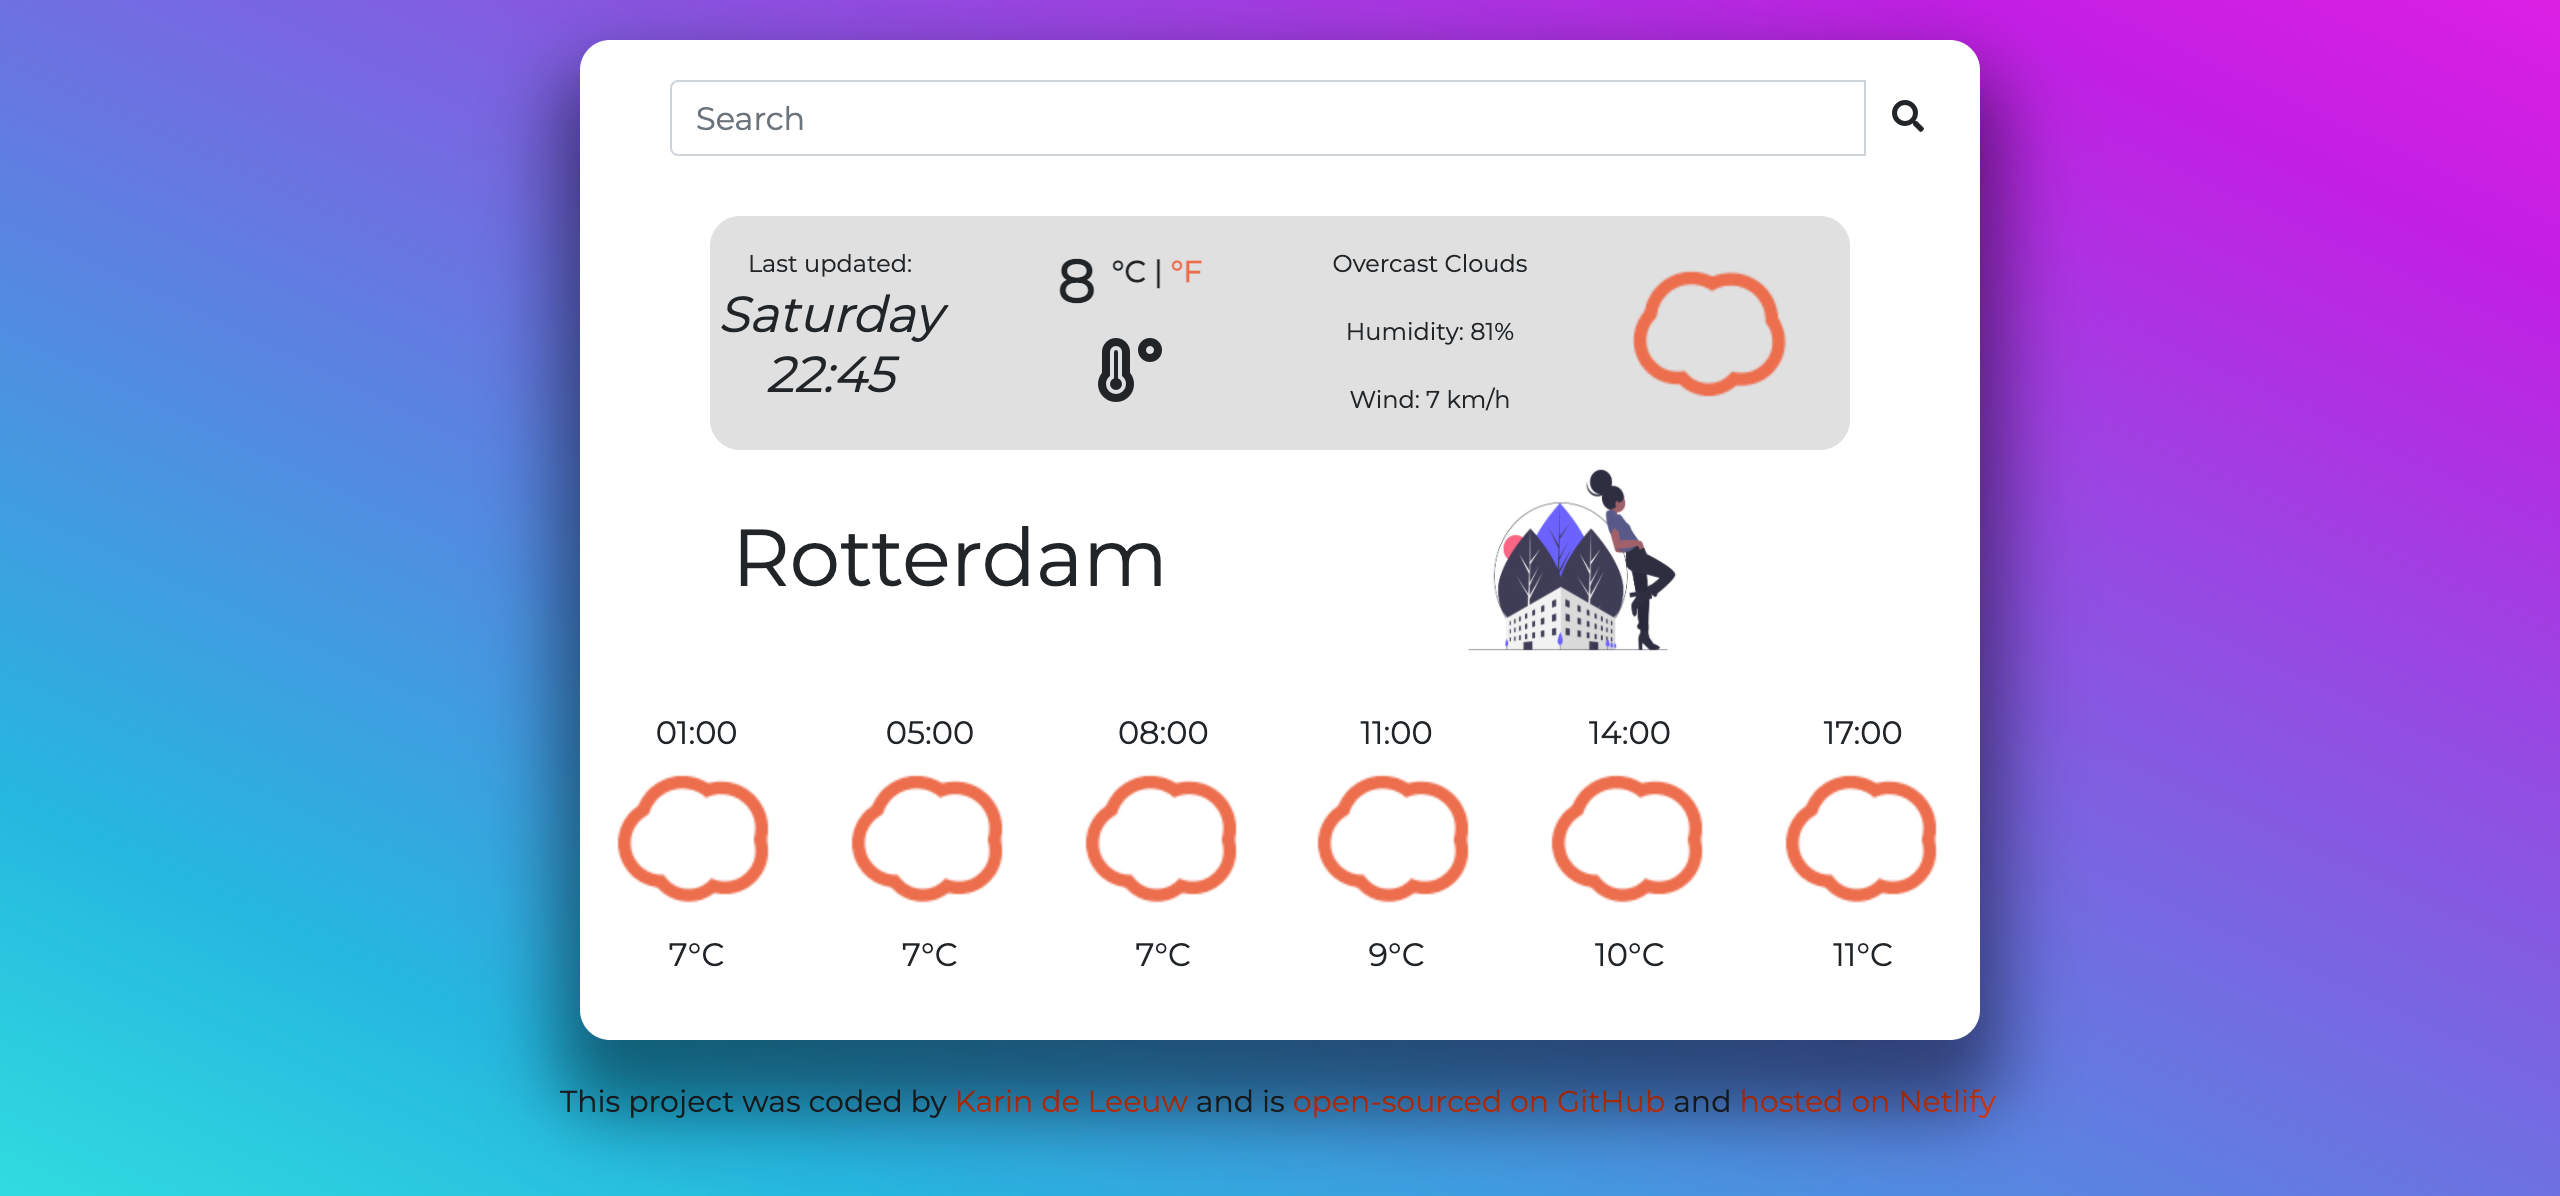 Search
Last updated:
Saturday
22:45
8 °C | °F
Overcast Clouds
Humidity: 81%
Wind: 7 km/h
Rotterdam
01:00 05:00 08:00 11:00 14:00 17:00
7°C 7°C 7°C 9°C 10°C 11°C
This project was coded by Karin de Leeuw and is open-sourced on GitHub and hosted on Netlify